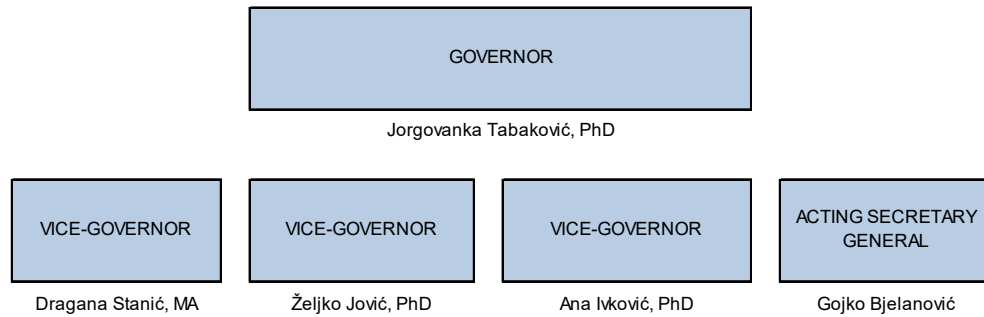 GOVERNOR
Jorgovanka Tabaković, PhD
VICE-GOVERNOR
VICE-GOVERNOR
VICE-GOVERNOR
ACTING SECRETARY
GENERAL
Dragana Stanić, MA
Željko Jović, PhD
Ana Ivković, PhD
Gojko Bjelanović